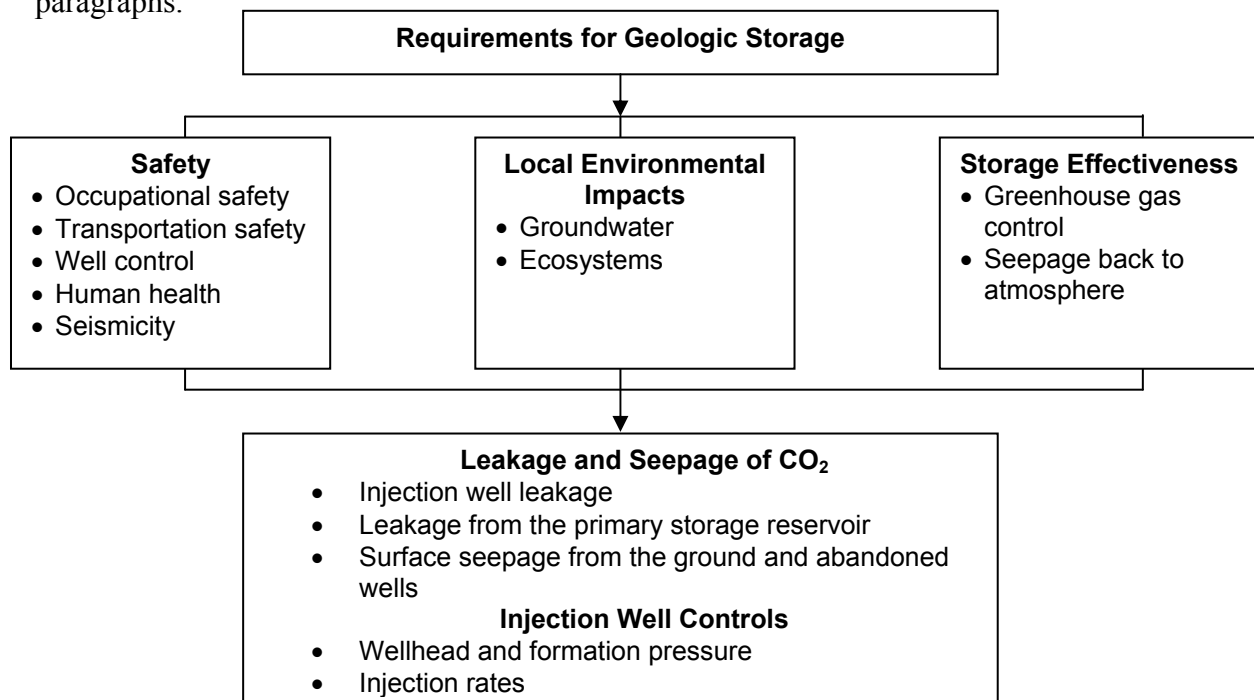 paragraphs.
Requirements for Geologic Storage
Safety
• Occupational safety
• Transportation safety
• Well control
• Human health
• Seismicity
Local Environmental
Impacts
• Groundwater
• Ecosystems
Storage Effectiveness
• Greenhouse gas
control
• Seepage back to
atmosphere
Leakage and Seepage of CO₂
• Injection well leakage
• Leakage from the primary storage reservoir
• Surface seepage from the ground and abandoned
wells
Injection Well Controls
• Wellhead and formation pressure
• Injection rates